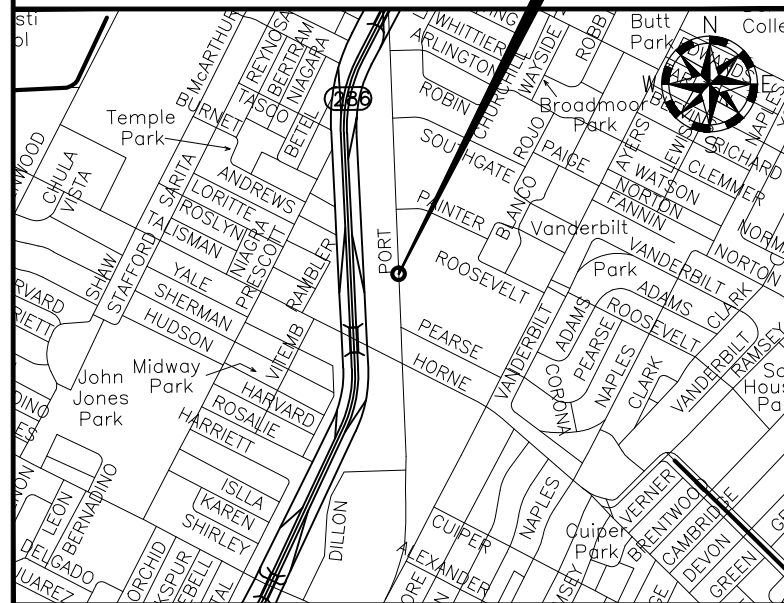 McARTHUR
REYNOSA
BERTRAM
NIAGARA
TASCO
BURNET
BETEL
286
WHITTIER
ARLINGTON
ROBIN
CHURCHILL
WAYSIDE
ROBB
Butt
Park
N
W
E
S
Colle
NAPLES
Broadmoor
Park
ROJO
PAIGE
SOUTHGATE
AYERS
LEWIS
PRICHARD
CLEMMER
WATSON
NORTON
FANNIN
Temple
Park
CHULA
VISTA
SARITA
ANDREWS
LORITTE
ROSLYN
TALISMAN
NIAGRA
PRESCOTT
RAMBLER
PAINTER
PORT
BLANCO
Vanderbilt
Park
VANDERBILT
NORTON
ROOSEVELT
SHAW
STAFFORD
YALE
SHERMAN
HUDSON
ADAMS
ROOSEVELT
CLARK
ADAMS
PEARSE
NAPLES
CLARK
VANDERBILT
VANDERBILT
CORONA
PEARSE
HORNE
VITEMB
Midway
Park
John
Jones
Park
HARVARD
ROSALIE
HARRIETT
ISLLA
KAREN
SHIRLEY
LEON
BERNADINO
DELGADO
ORCHID
DILLON
CUIPER
ALEXANDER
NAPLES
Cuiper
Park
VERNER
BRENTWOOD
CAMBRIDGE
DEVON
GREEN